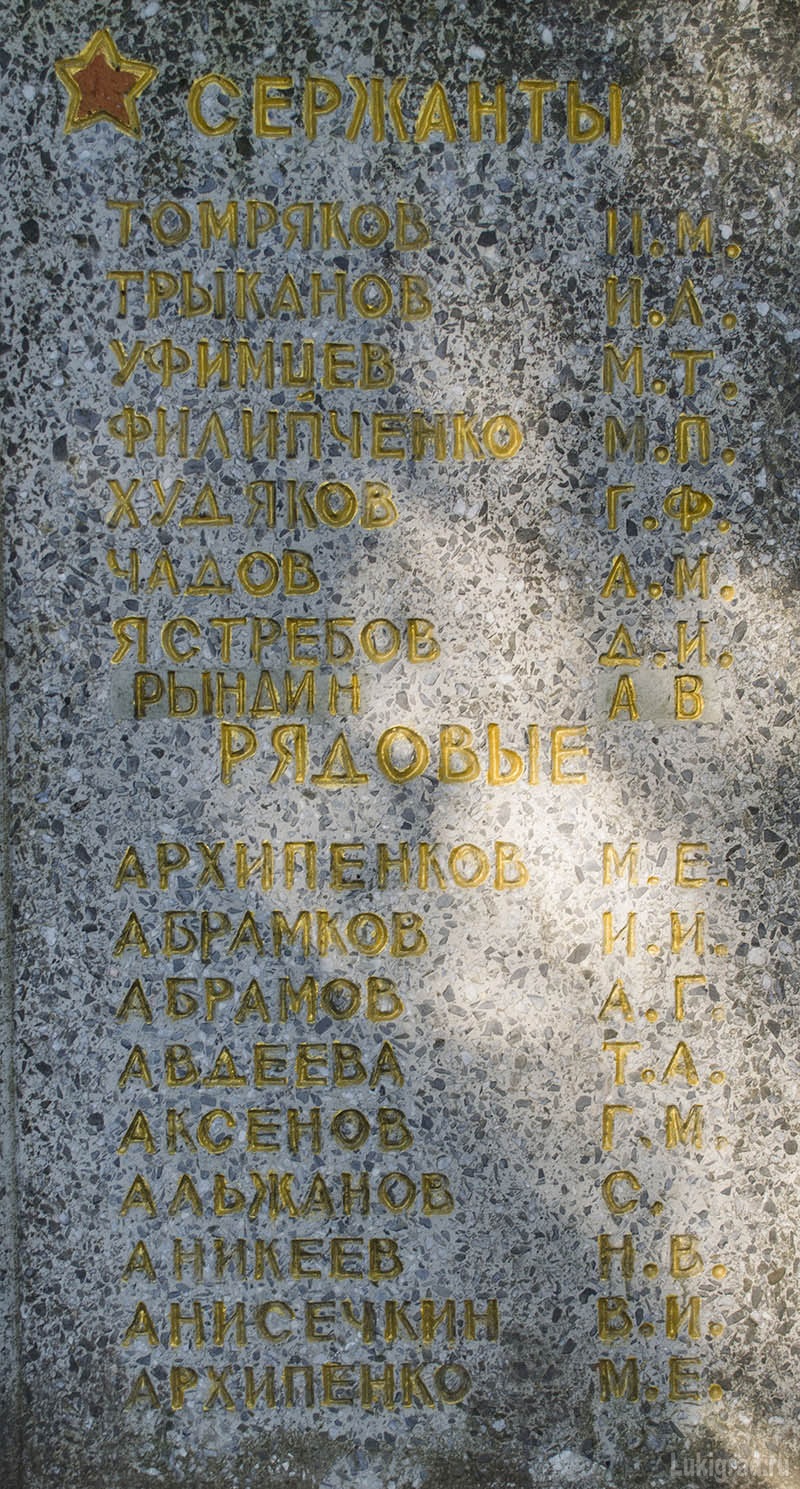 СЕРЖАНТЫ
ТОМРЯКОВ П.М.
ТРЫКАНОВ И.Л.
УФИМЦЕВ М.Т.
ФИЛИПЧЕНКО М.П.
ХУДЯКОВ Г.Ф.
ЧАДОВ А.М.
ЯСТРЕБОВ Д.И.
РЫНДИН А В
РЯДОВЫЕ
АРХИПЕНКОВ М.Е.
АБРАМКОВ И.И.
АБРАМОВ А.Г.
АВДЕЕВА Т.А.
АКСЕНОВ Г.М.
АЛЬЖАНОВ С.
АНИКЕЕВ Н.В.
АНИСЕЧКИН В.И.
АРХИПЕНКО М.Е.
Lukigrad.ru